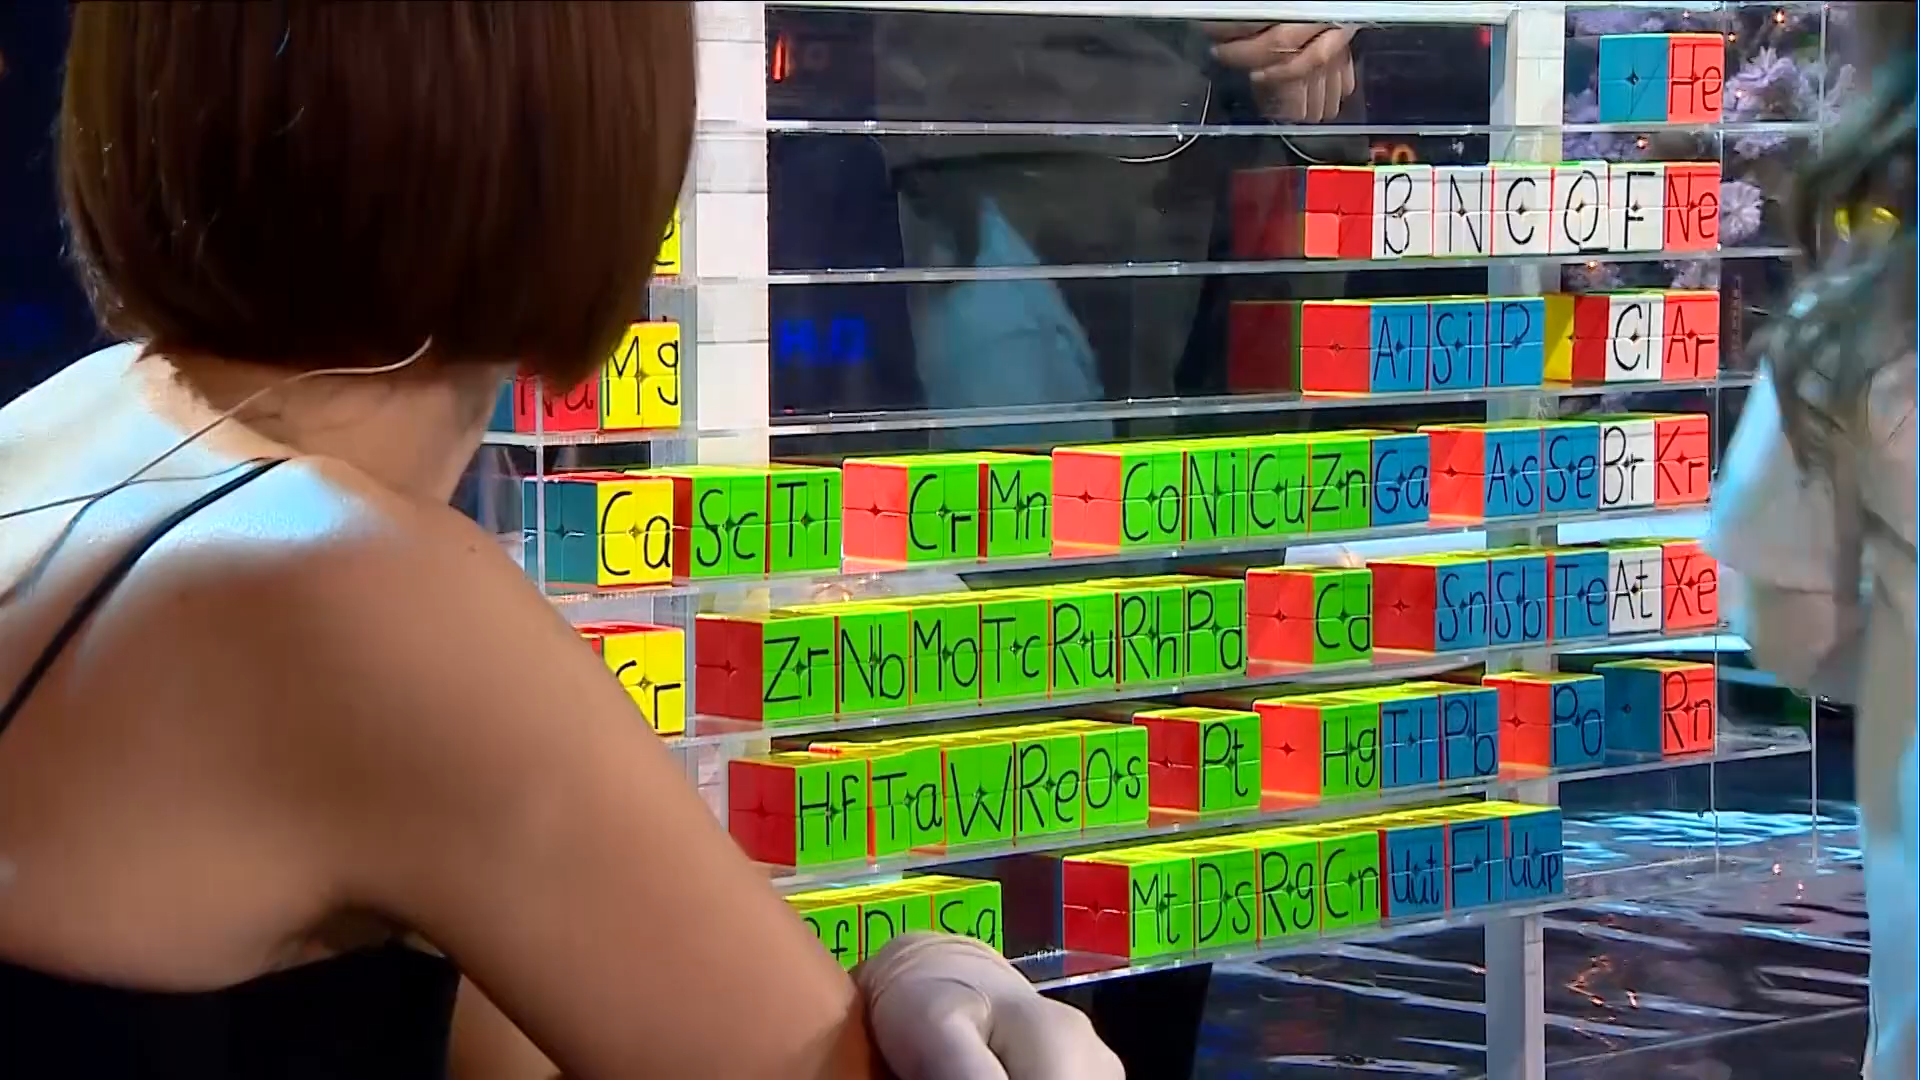 He
B N C O F Ne
Na Mg Al Si P Cl Ar
Ca Sc Ti Cr Mn Co Ni Cu Zn Ga As Se Br Kr
Sr Zr Nb Mo Tc Ru Rh Pd Cd Sn Sb Te At Xe
Hf Ta W Re Os Pt Hg Tl Pb Po Rn
Mt Ds Rg Cn Uut Fl Uup